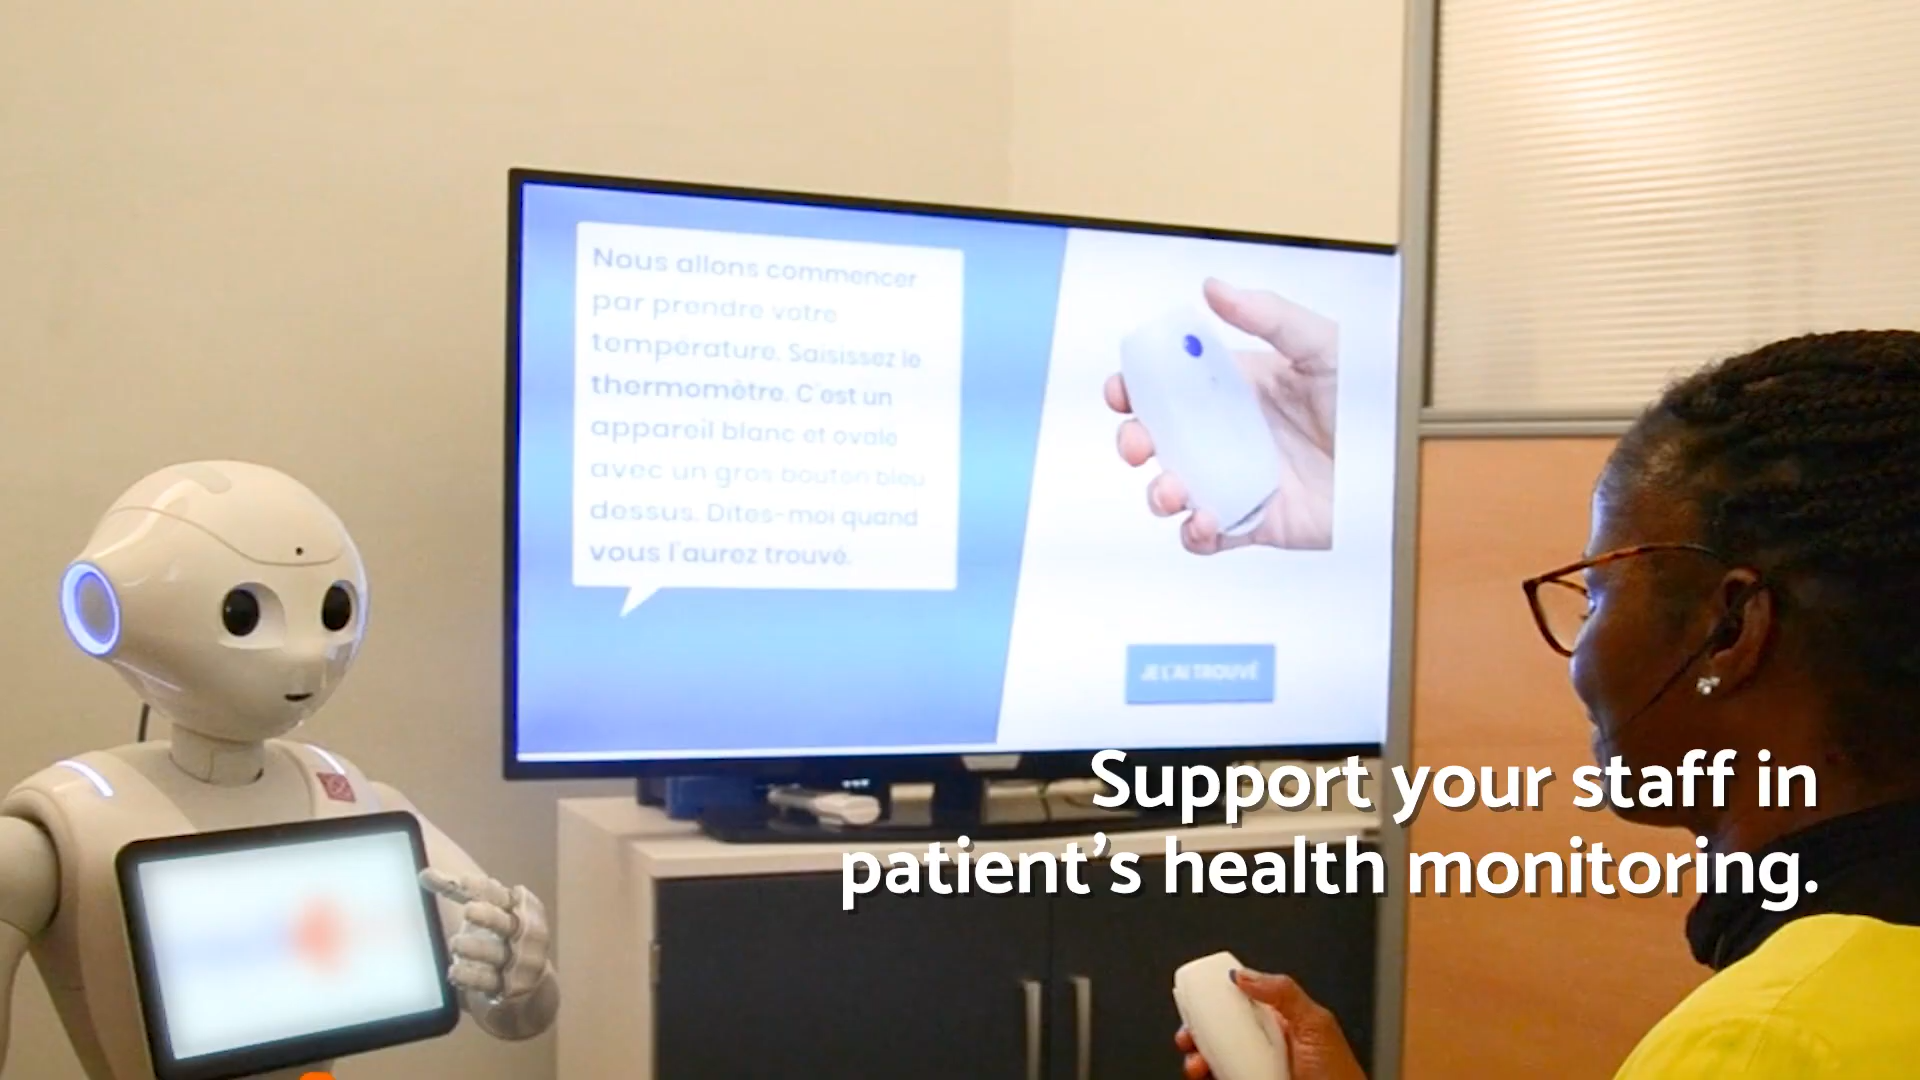 Nous allons commencer
par prendre votre
température. Saisissez le
thermomètre. C'est un
appareil blanc et ovale
avec un gros bouton bleu
dessus. Dites-moi quand
vous l'aurez trouvé.
JE L'AI TROUVÉ
Support your staff in
patient's health monitoring.